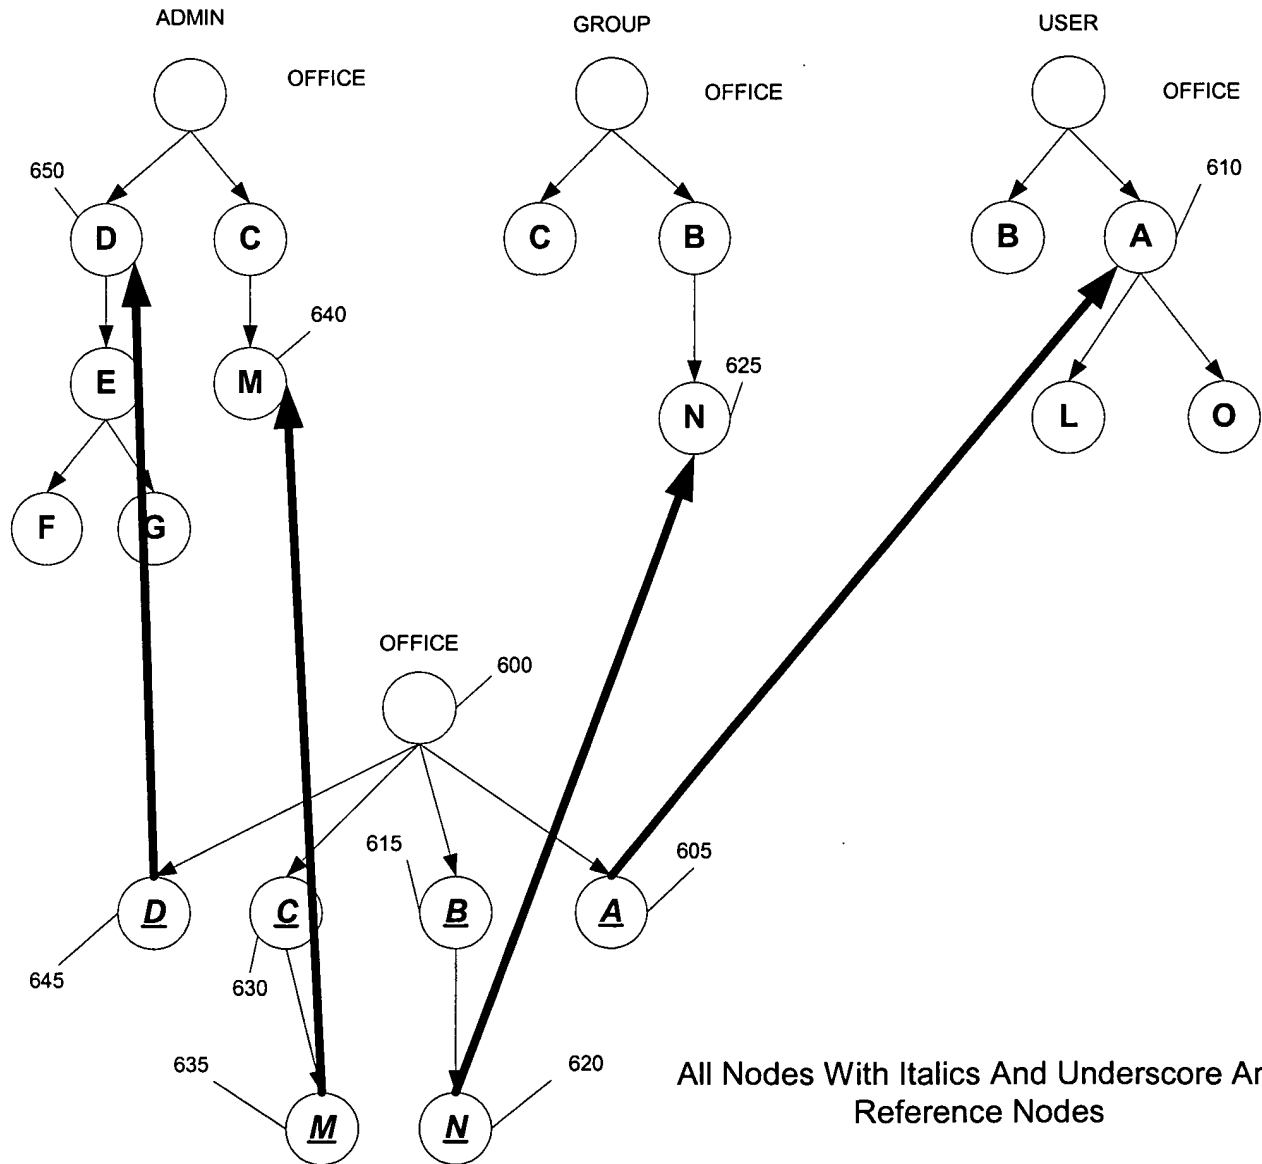 ADMIN
GROUP
USER
OFFICE
OFFICE
OFFICE
650
610
D
C
C
B
B
A
640
625
E
M
N
L
O
F
G
OFFICE
600
615
605
D
C
B
A
645
630
635
620
M
N
All Nodes With Italics And Underscore
Reference Nodes